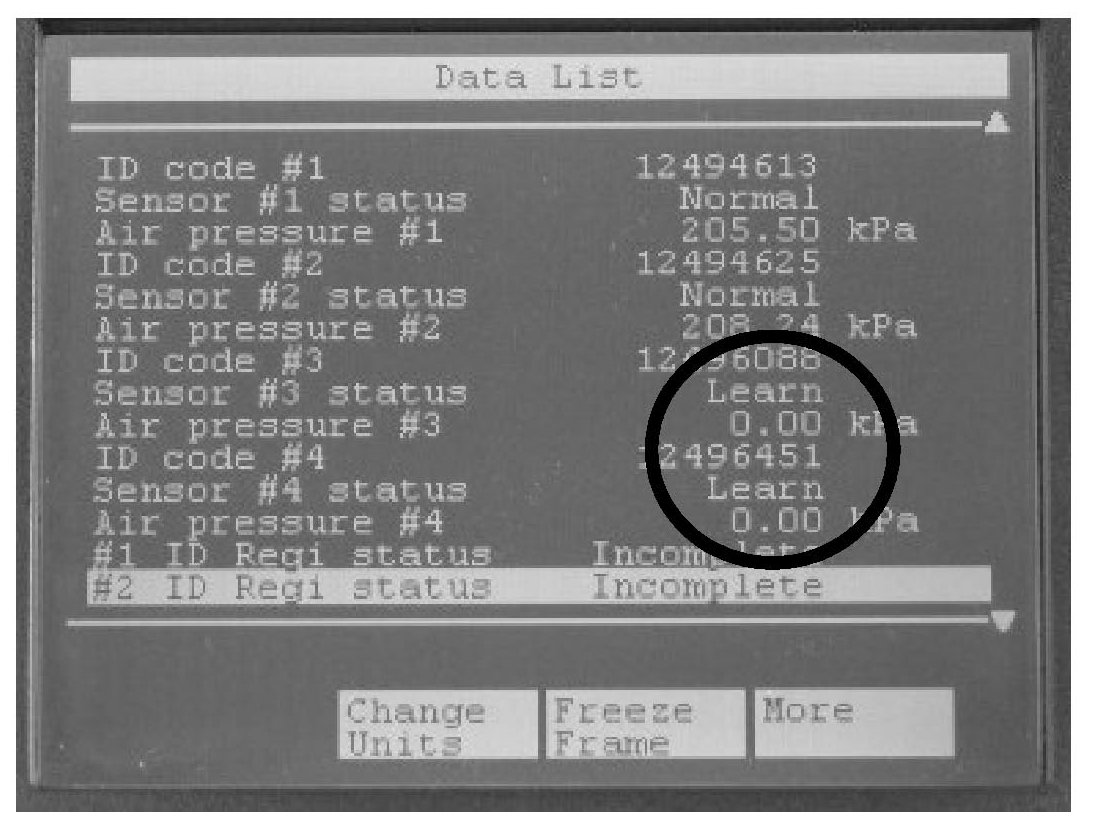 Data List
ID code #1 12494613
Sensor #1 status Normal
Air pressure #1 205.50 kPa
ID code #2 12494625
Sensor #2 status Normal
Air pressure #2 208.24 kPa
ID code #3 12496088
Sensor #3 status Learn
Air pressure #3 0.00 kPa
ID code #4 12496451
Sensor #4 status Learn
Air pressure #4 0.00 kPa
#1 ID Regi status Incomplete
#2 ID Regi status Incomplete
Change Units
Freeze Frame
More